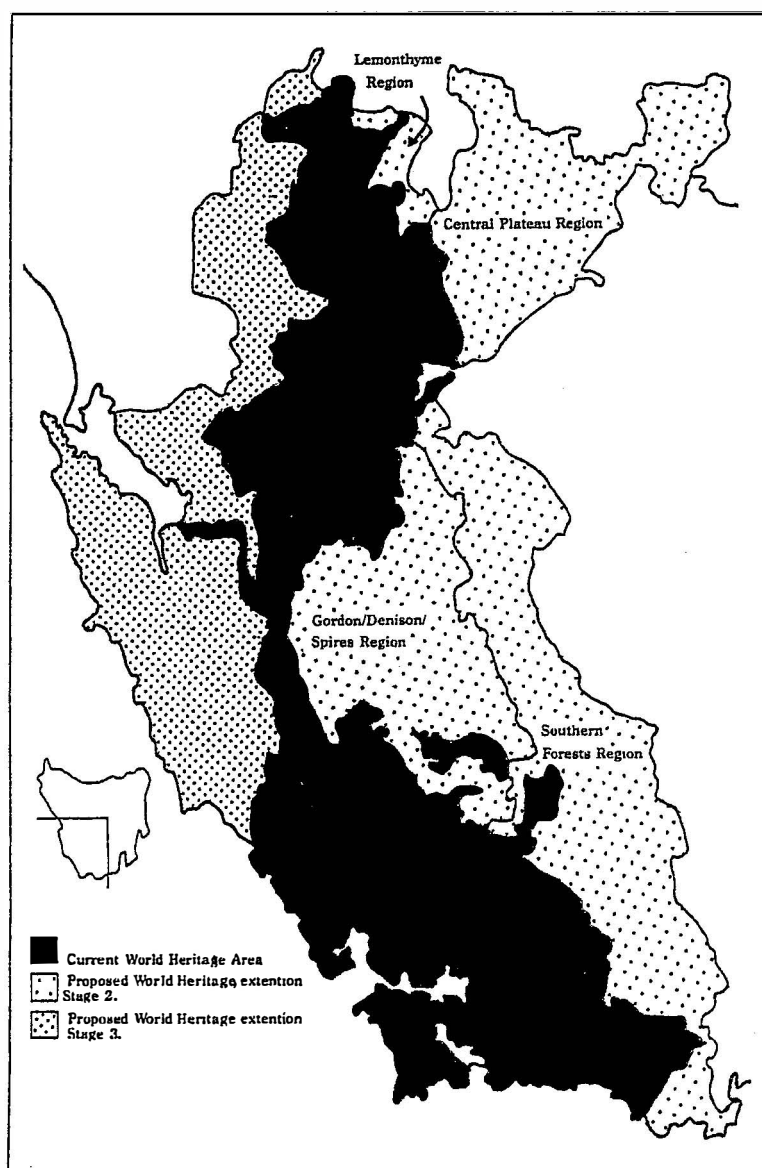 Lemonthyme
Region
Central Plateau Region
Gordon/Denison/
Spires Region
Southern
Forests Region
Current World Heritage Area
Proposed World Heritage extention
Stage 2.
Proposed World Heritage extention
Stage 3.